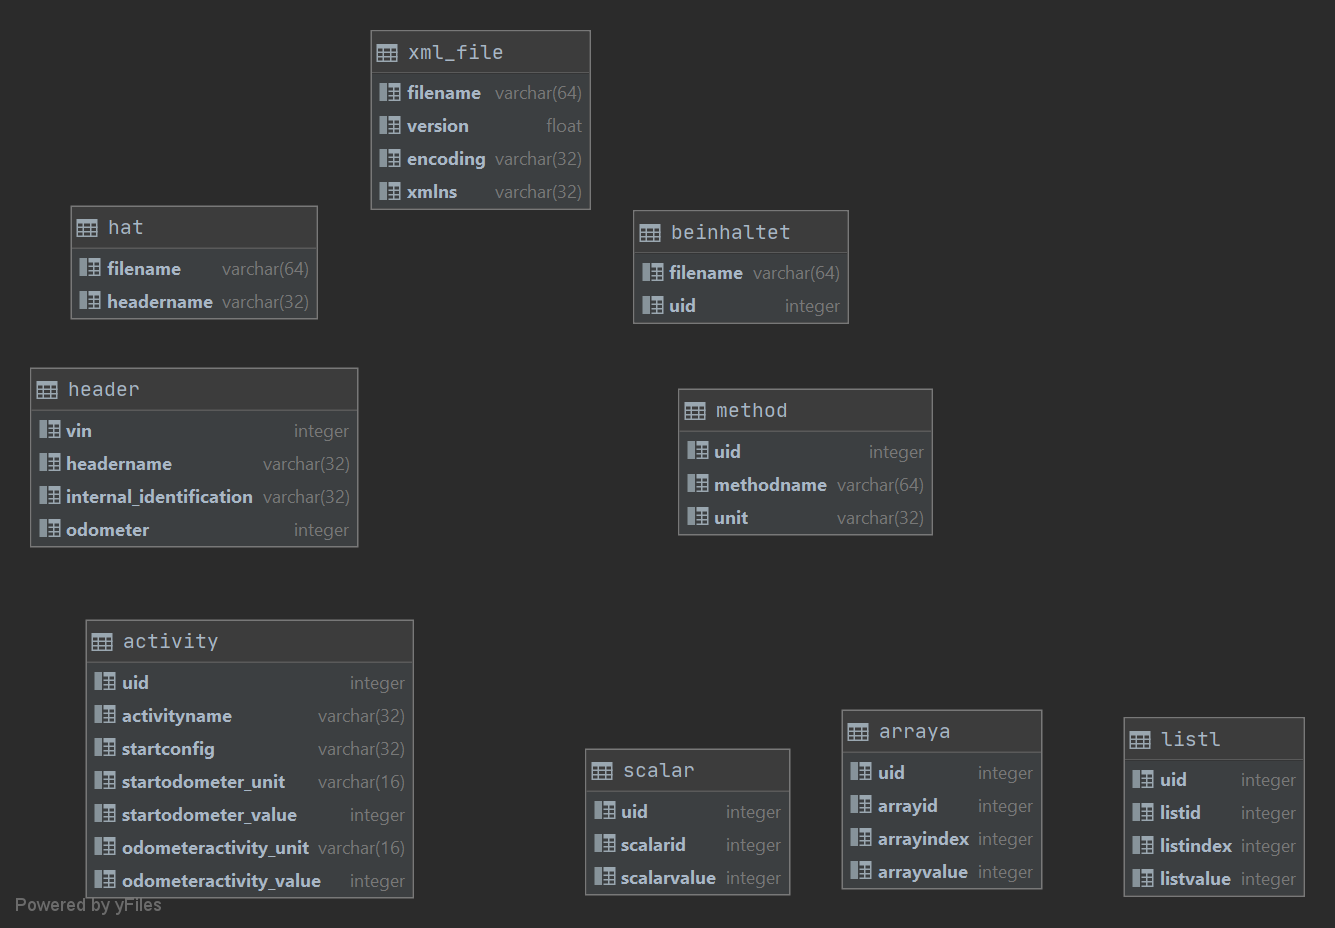 xml_file
filename varchar(64)
version float
encoding varchar(32)
xmlns varchar(32)
hat
filename varchar(64)
headername varchar(32)
beinhaltet
filename varchar(64)
uid integer
header
vin integer
headername varchar(32)
internal_identification varchar(32)
odometer integer
method
uid integer
methodname varchar(64)
unit varchar(32)
activity
uid integer
activityname varchar(32)
startconfig varchar(32)
startodometer_unit varchar(16)
startodometer_value integer
odometeractivity_unit varchar(16)
odometeractivity_value integer
scalar
uid integer
scalarid integer
scalarvalue integer
arraya
uid integer
arrayid integer
arrayindex integer
arrayvalue integer
listl
uid integer
listid integer
listindex integer
listvalue integer
Powered by yFiles